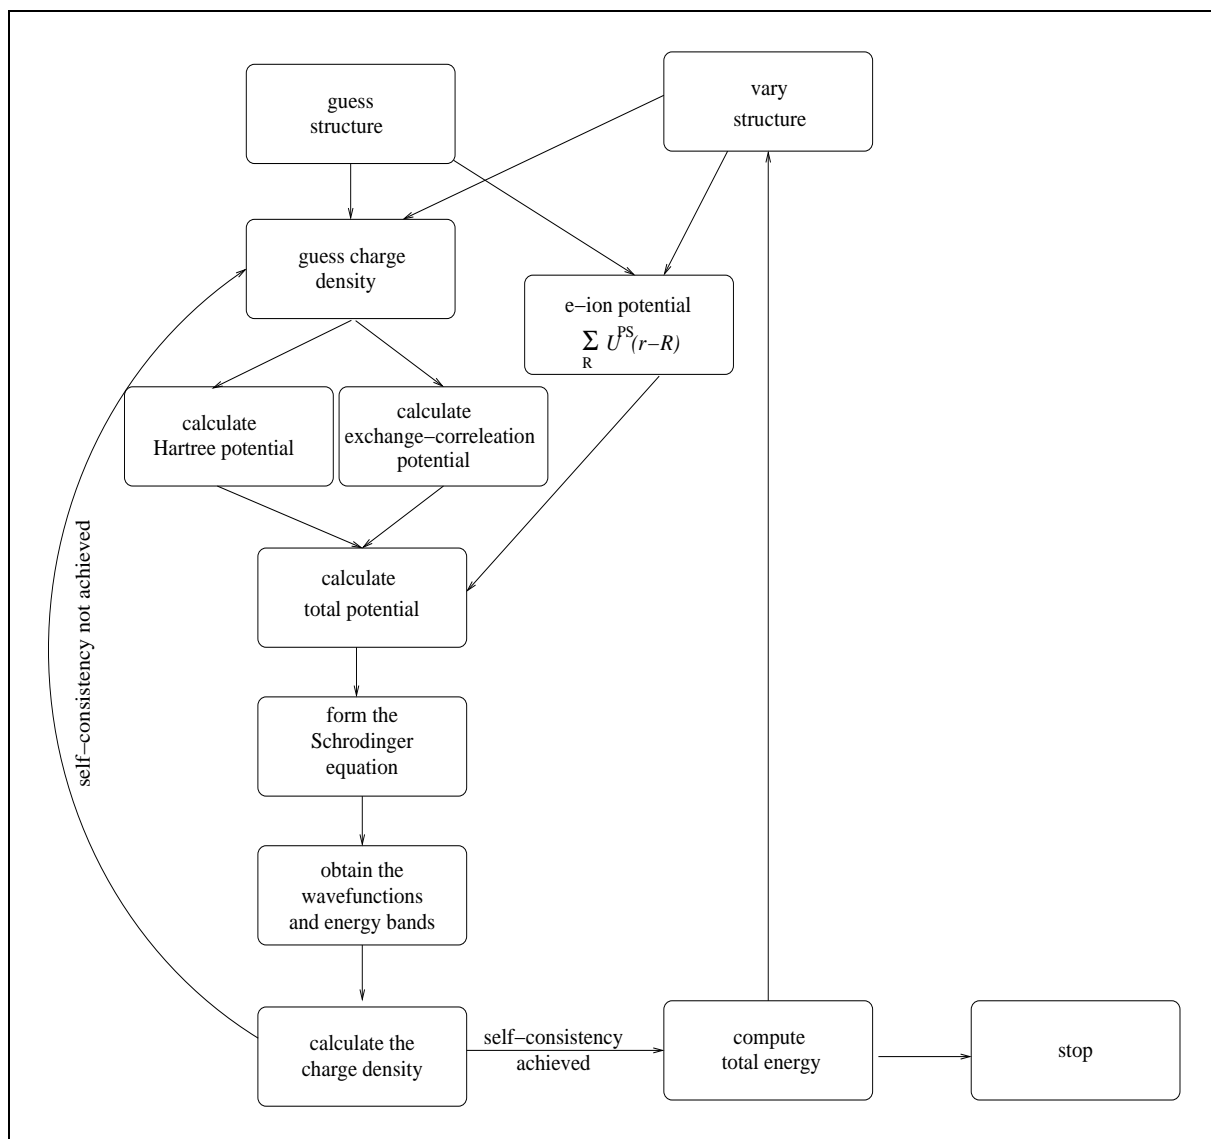 guess
structure
vary
structure
guess charge
density
e−ion potential
Σ U^PS(r−R)
R
calculate
Hartree potential
calculate
exchange−correleation
potential
self−consistency not achieved
calculate
total potential
form the
Schrodinger
equation
obtain the
wavefunctions
and energy bands
calculate the
charge density
self−consistency
achieved
compute
total energy
stop